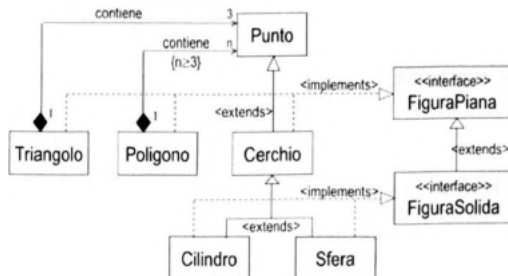 contiene
3
Punto
contiene
n
{n≥3}
<implements>
<<interface>>
FiguraPiana
<extends>
1
1
Triangolo
Poligono
Cerchio
<extends>
<implements>
<<interface>>
FiguraSolida
<extends>
Cilindro
Sfera